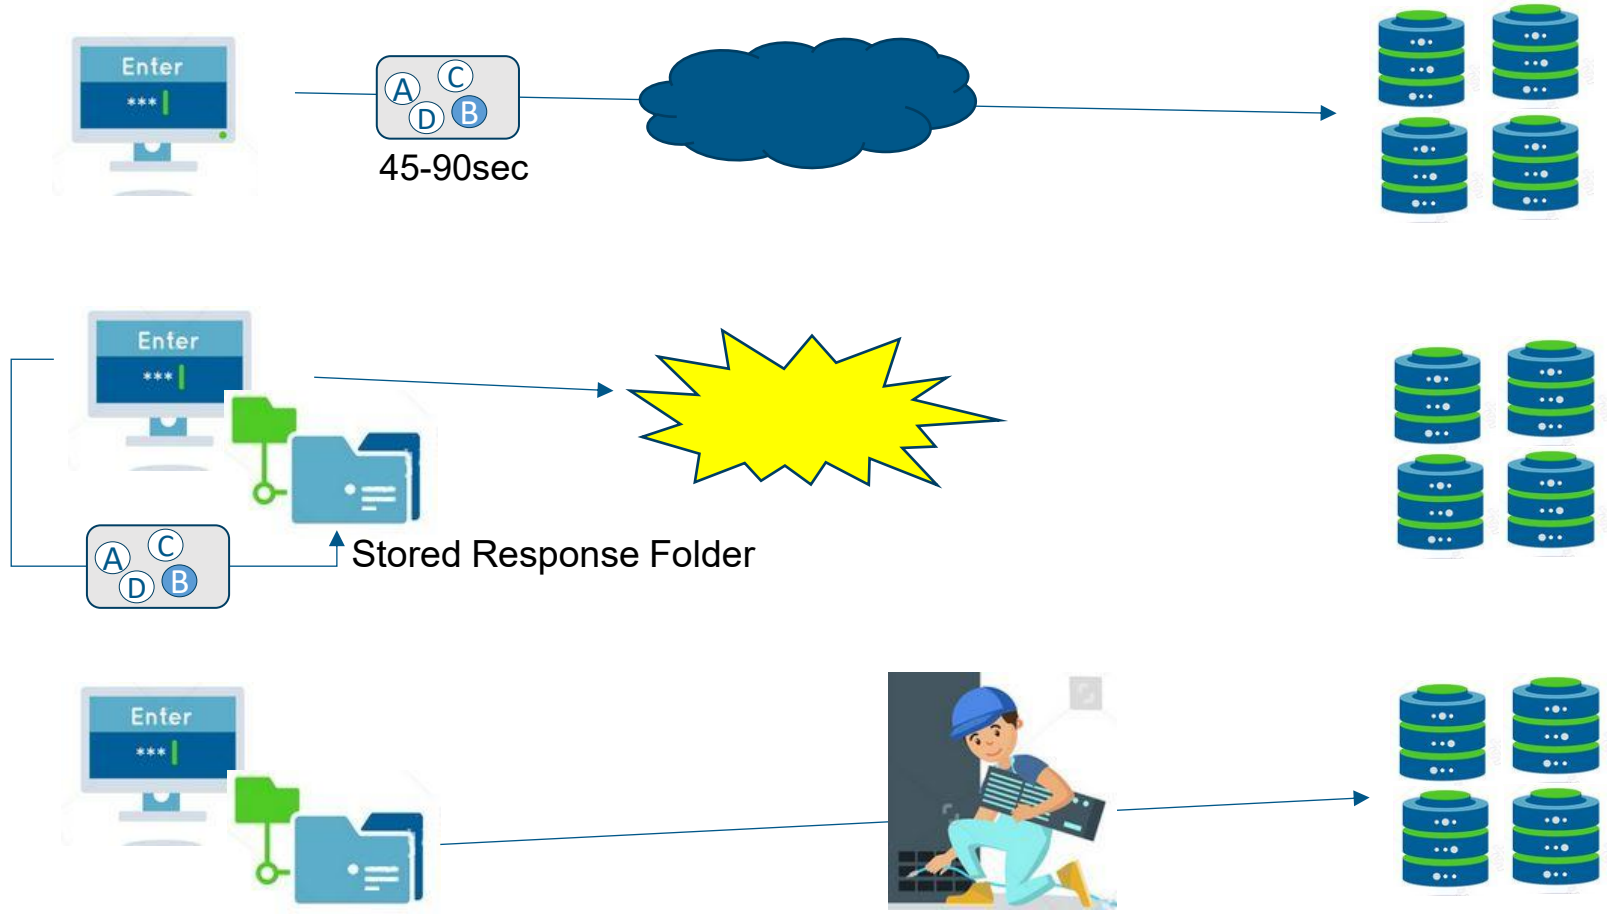 Enter
***
A
C
D
B
45-90sec
Enter
***
A
C
D
B
Stored Response Folder
Enter
***